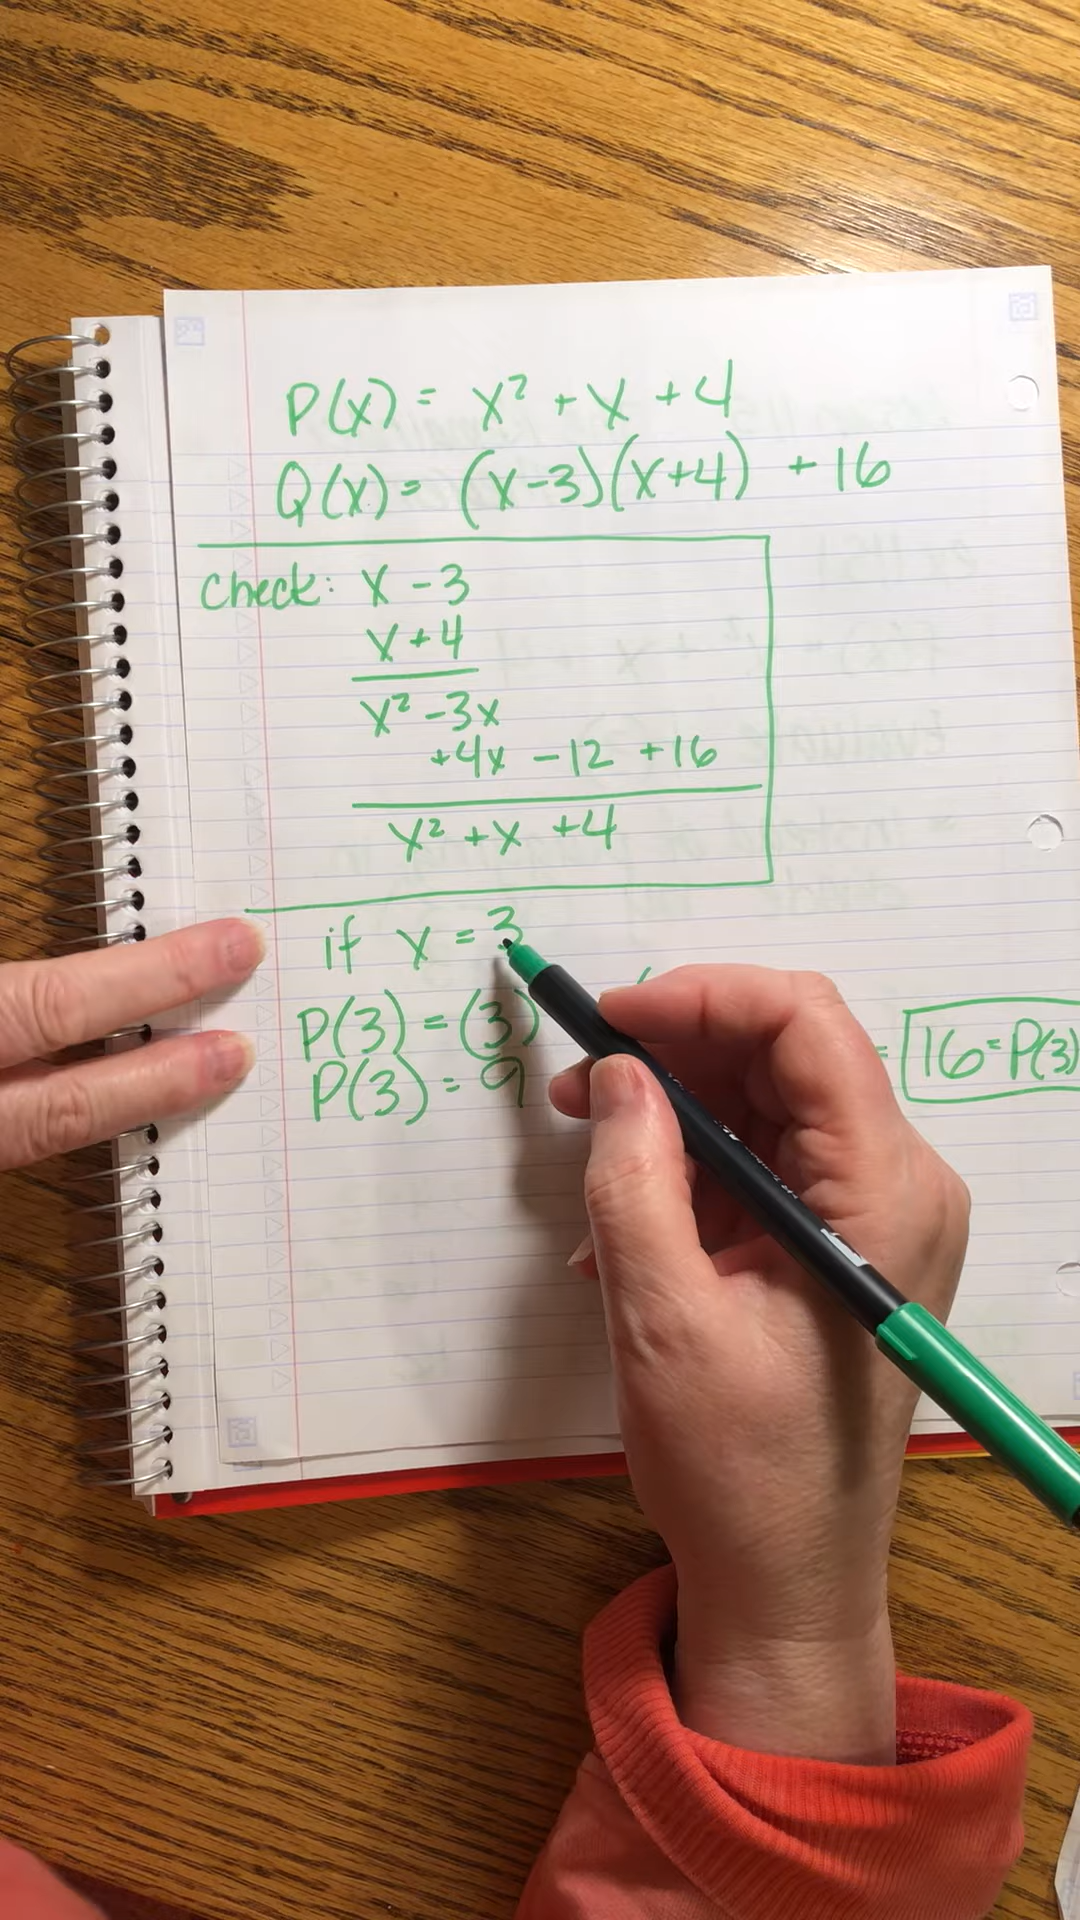 P(x) = x² + x + 4
Q(x) = (x-3)(x+4) + 16
Check: x - 3
x + 4
x² - 3x
+4x - 12 + 16
x² + x + 4
if x = 3
P(3) = (3)
P(3) = 9 = 16 = P(3)